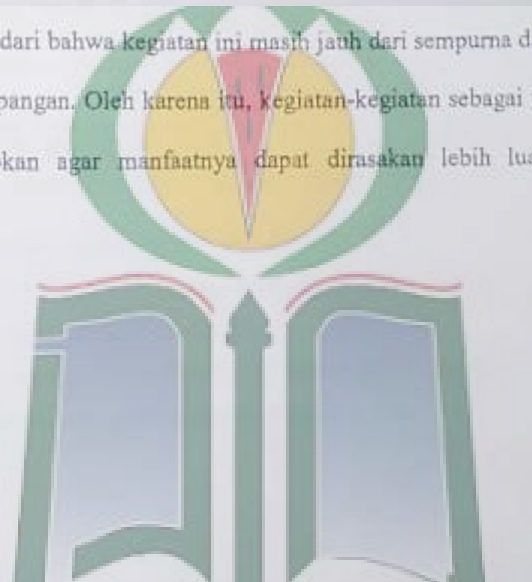 dari bahwa kegiatan ini masih jauh dari sempurna d
pangan. Oleh karena itu, kegiatan-kegiatan sebagai
kan agar manfaatnya dapat dirasakan lebih lua